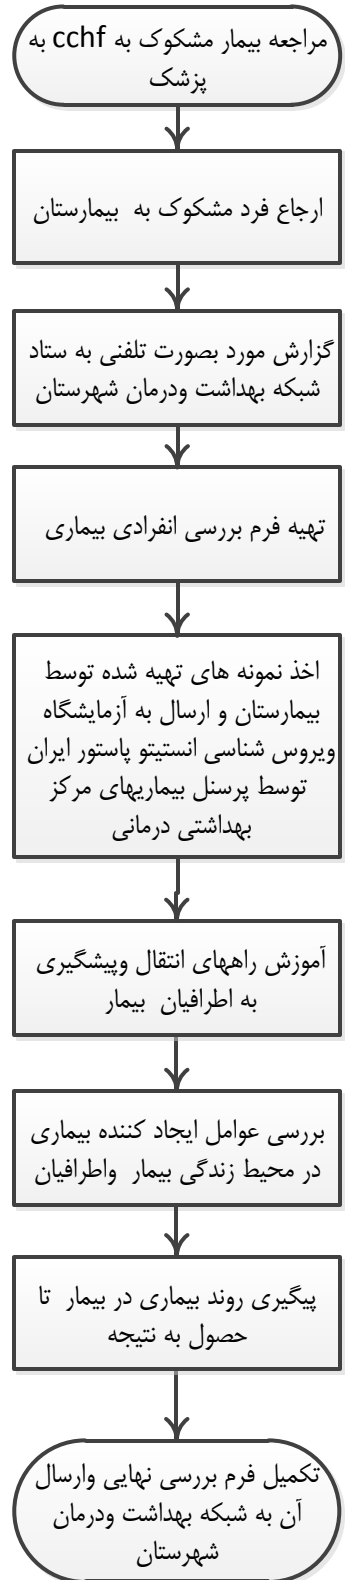 مراجعه بیمار مشکوک به cchf به
پزشک
ارجاع فرد مشکوک به بیمارستان
گزارش مورد بصورت تلفنی به ستاد
شبکه بهداشت ودرمان شهرستان
تهیه فرم بررسی انفرادی بیماری
اخذ نمونه های تهیه شده توسط
بیمارستان و ارسال به آزمایشگاه
ویروس شناسی انستیتو پاستور ایران
توسط پرسنل بیماریهای مرکز
بهداشتی درمانی
آموزش راههای انتقال وپیشگیری
به اطرافیان بیمار
بررسی عوامل ایجاد کننده بیماری
در محیط زندگی بیمار واطرافیان
پیگیری روند بیماری در بیمار تا
حصول به نتیجه
تکمیل فرم بررسی نهایی وارسال
آن به شبکه بهداشت ودرمان
شهرستان